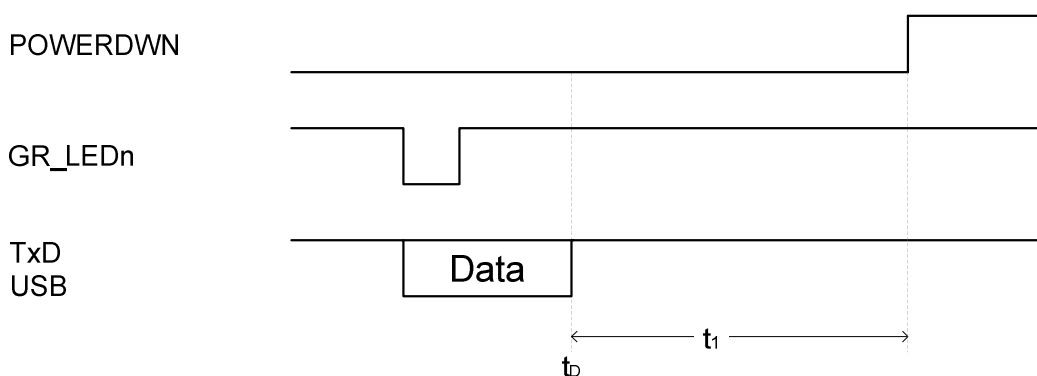 POWERDWN
GR_LEDn
TxD
USB
Data
t1
tD